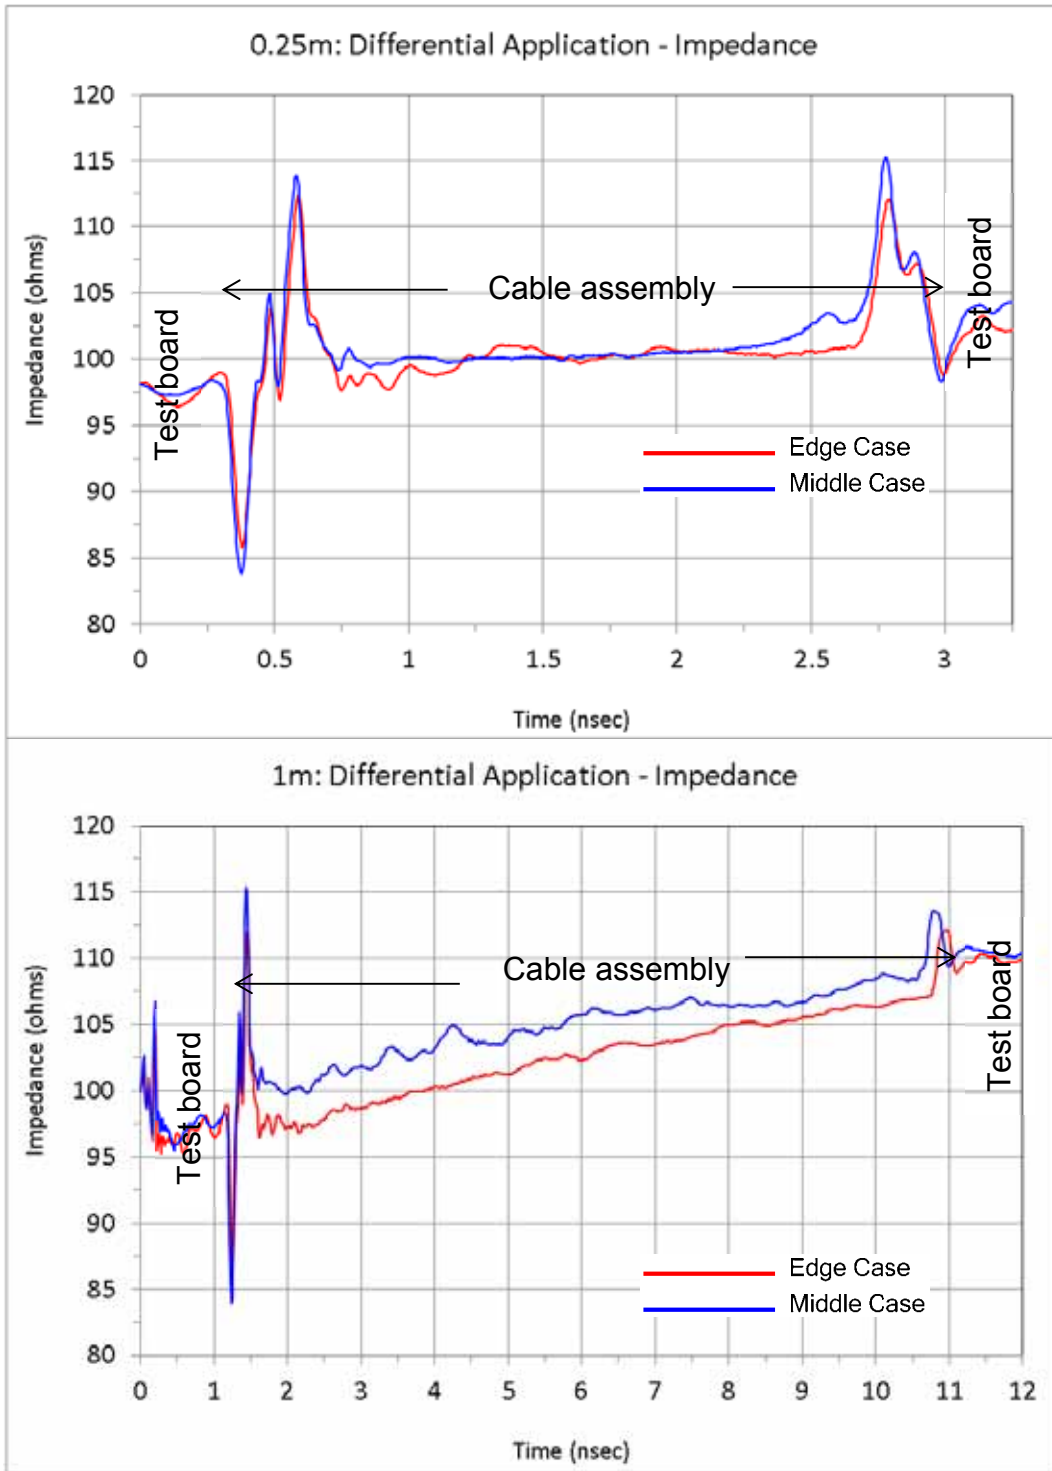 0.25m: Differential Application - Impedance
120
115
110
105
100
95
90
85
80
Impedance (ohms)
Test board
Cable assembly
Test board
Edge Case
Middle Case
0 0.5 1 1.5 2 2.5 3
Time (nsec)
1m: Differential Application - Impedance
120
115
110
105
100
95
90
85
80
Impedance (ohms)
Test board
Cable assembly
Test board
Edge Case
Middle Case
0 1 2 3 4 5 6 7 8 9 10 11 12
Time (nsec)